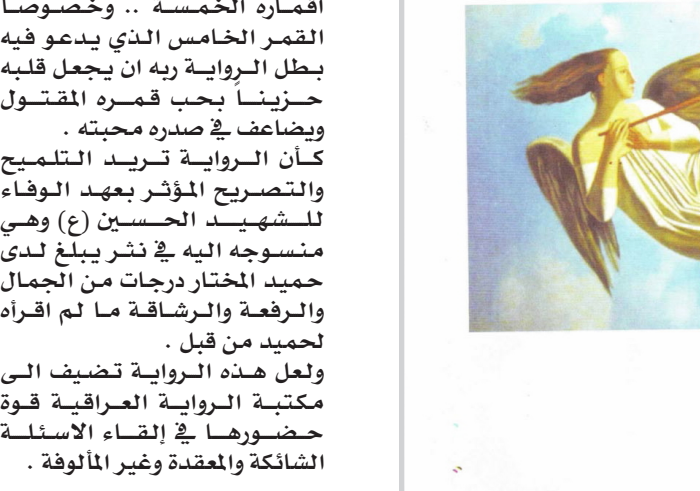 اقماره الخمسه .. وخصوصا
القمر الخامس الذي يدعو فيه
بطل الرواية ربه ان يجعل قلبه
حزيناً بحب قمره المقتول
ويضاعف في صدره محبته .
كأن الرواية تريد التلميح
والتصريح المؤثر بعهد الوفاء
للشهيد الحسين (ع) وهي
منسوجه اليه في نثر يبلغ لدى
حميد المختار درجات من الجمال
والرفعة والرشاقة ما لم اقرأه
لحميد من قبل .
ولعل هذه الرواية تضيف الى
مكتبة الرواية العراقية قوة
حضورها في إلقاء الاسئلة
الشائكة والمعقدة وغير المألوفة .